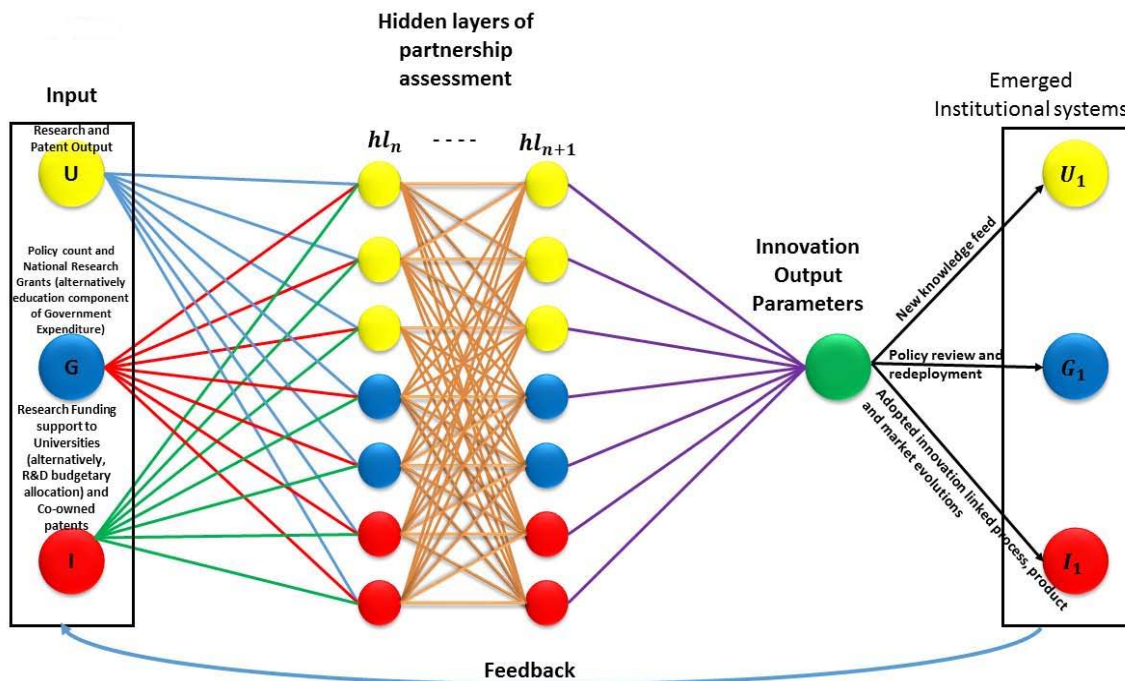 Hidden layers of
partnership
assessment
Input
Research and
Patent Output
U
Policy count and
National Research
Grants (alternatively
education component
of Government
Expenditure)
G
Research Funding
support to
Universities
(alternatively,
R&D budgetary
allocation) and
Co-owned
patents
I
hl_n - - - - hl_{n+1}
Innovation
Output
Parameters
New knowledge feed
Policy review and
redeployment
Adopted innovation linked process, product
and market evolutions
Emerged
Institutional systems
U_1
G_1
I_1
Feedback